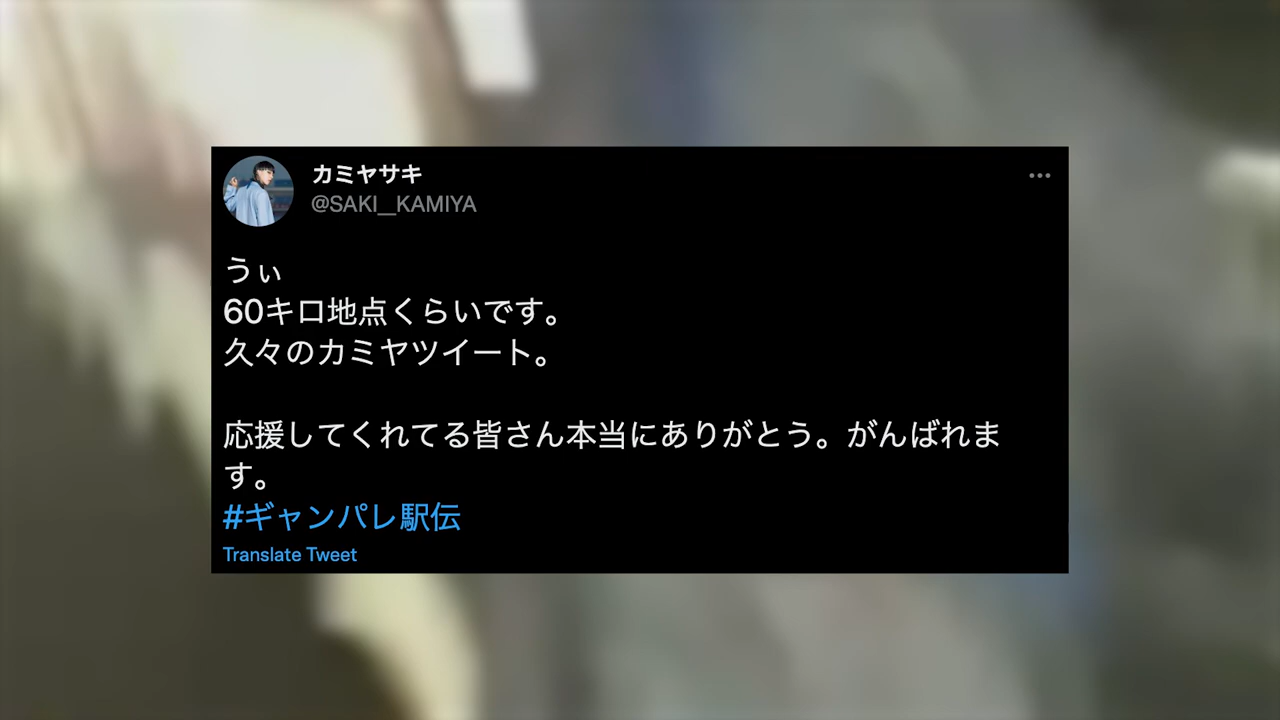 カミヤサキ
@SAKI__KAMIYA
うぃ
60キロ地点くらいです。
久々のカミヤツイート。
応援してくれてる皆さん本当にありがとう。がんばれま
す。
#ギャンパレ駅伝
Translate Tweet